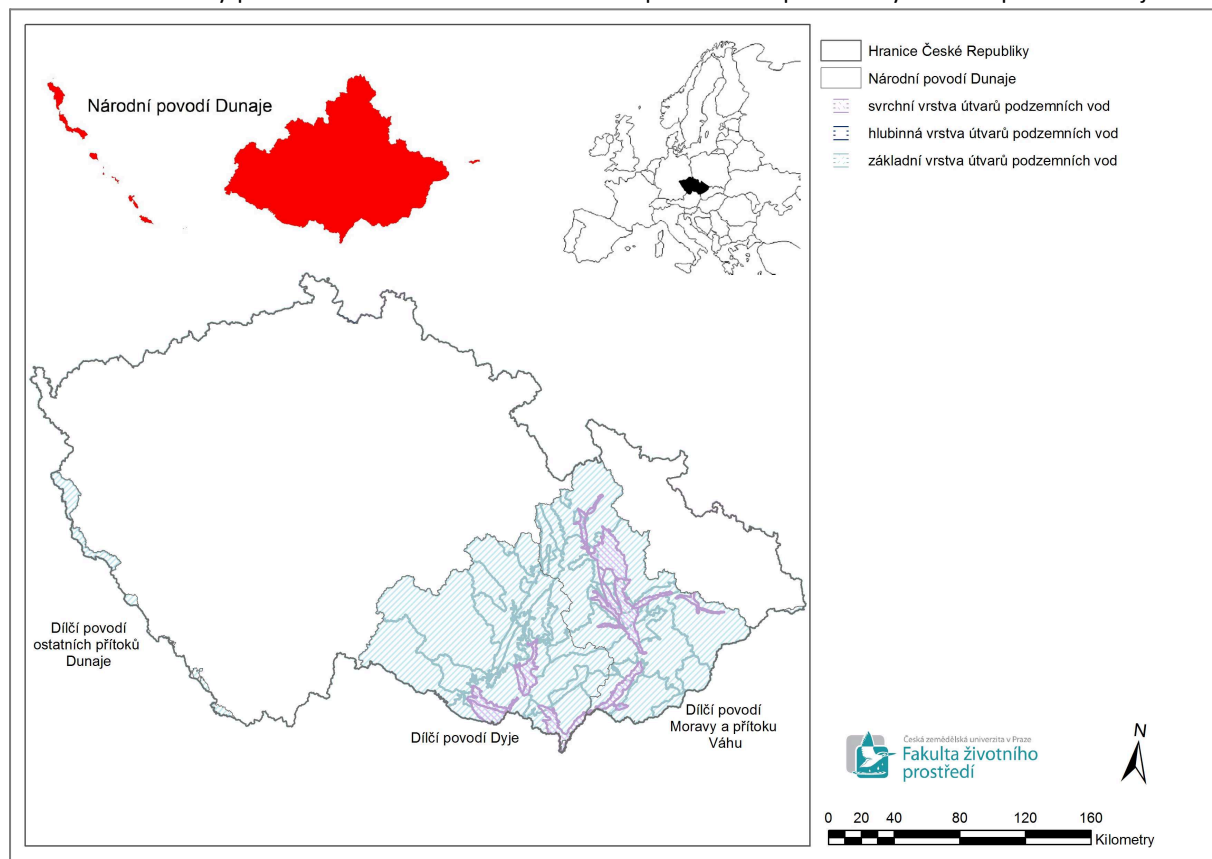 Národní povodí Dunaje
Hranice České Republiky
Národní povodí Dunaje
svrchní vrstva útvarů podzemních vod
hlubinná vrstva útvarů podzemních vod
základní vrstva útvarů podzemních vod
Dílčí povodí
ostatních přítoků
Dunaje
Dílčí povodí Dyje
Dílčí povodí
Moravy a přítoku
Váhu
Česká zemědělská univerzita v Praze
Fakulta životního
prostředí
N
0 20 40 80 120 160
Kilometry